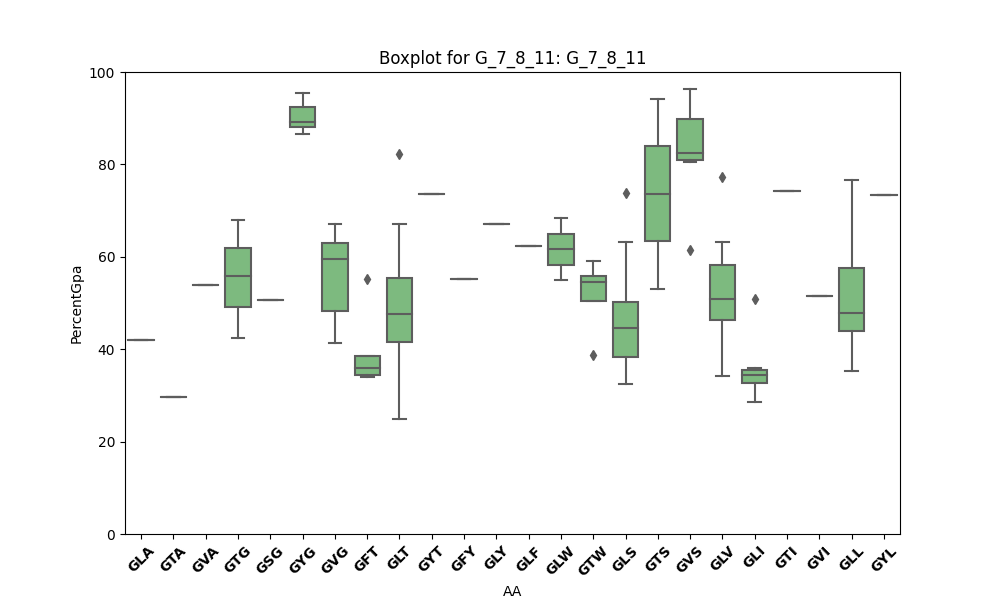 Boxplot for G_7_8_11: G_7_8_11
PercentGpa
100
80
60
40
20
0
GLA GTA GVA GTG GSG GYG GVG GFT GLT GYT GFY GLY GLF GLW GTW GLS GTS GVS GLV GLI GTI GVI GLL GYL
AA